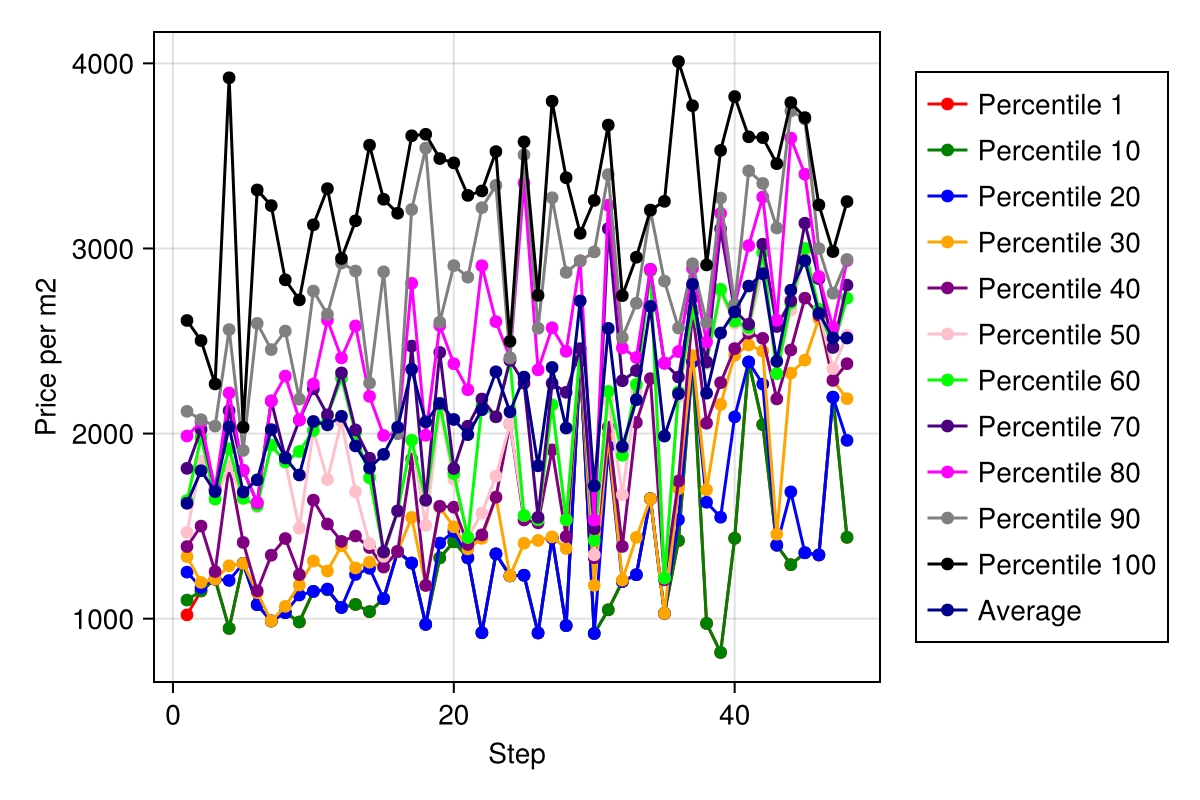 4000
3000
2000
1000
Price per m2
0
20
40
Step
Percentile 1
Percentile 10
Percentile 20
Percentile 30
Percentile 40
Percentile 50
Percentile 60
Percentile 70
Percentile 80
Percentile 90
Percentile 100
Average